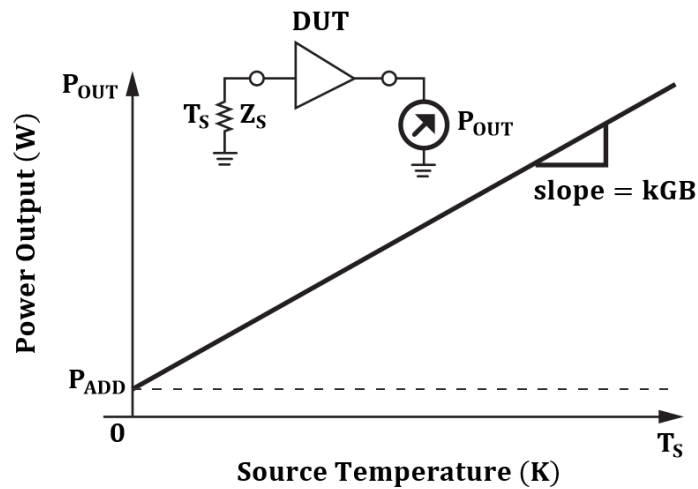 DUT
P_OUT
T_S Z_S
P_OUT
slope = kGB
Power Output (W)
P_ADD
0
T_S
Source Temperature (K)